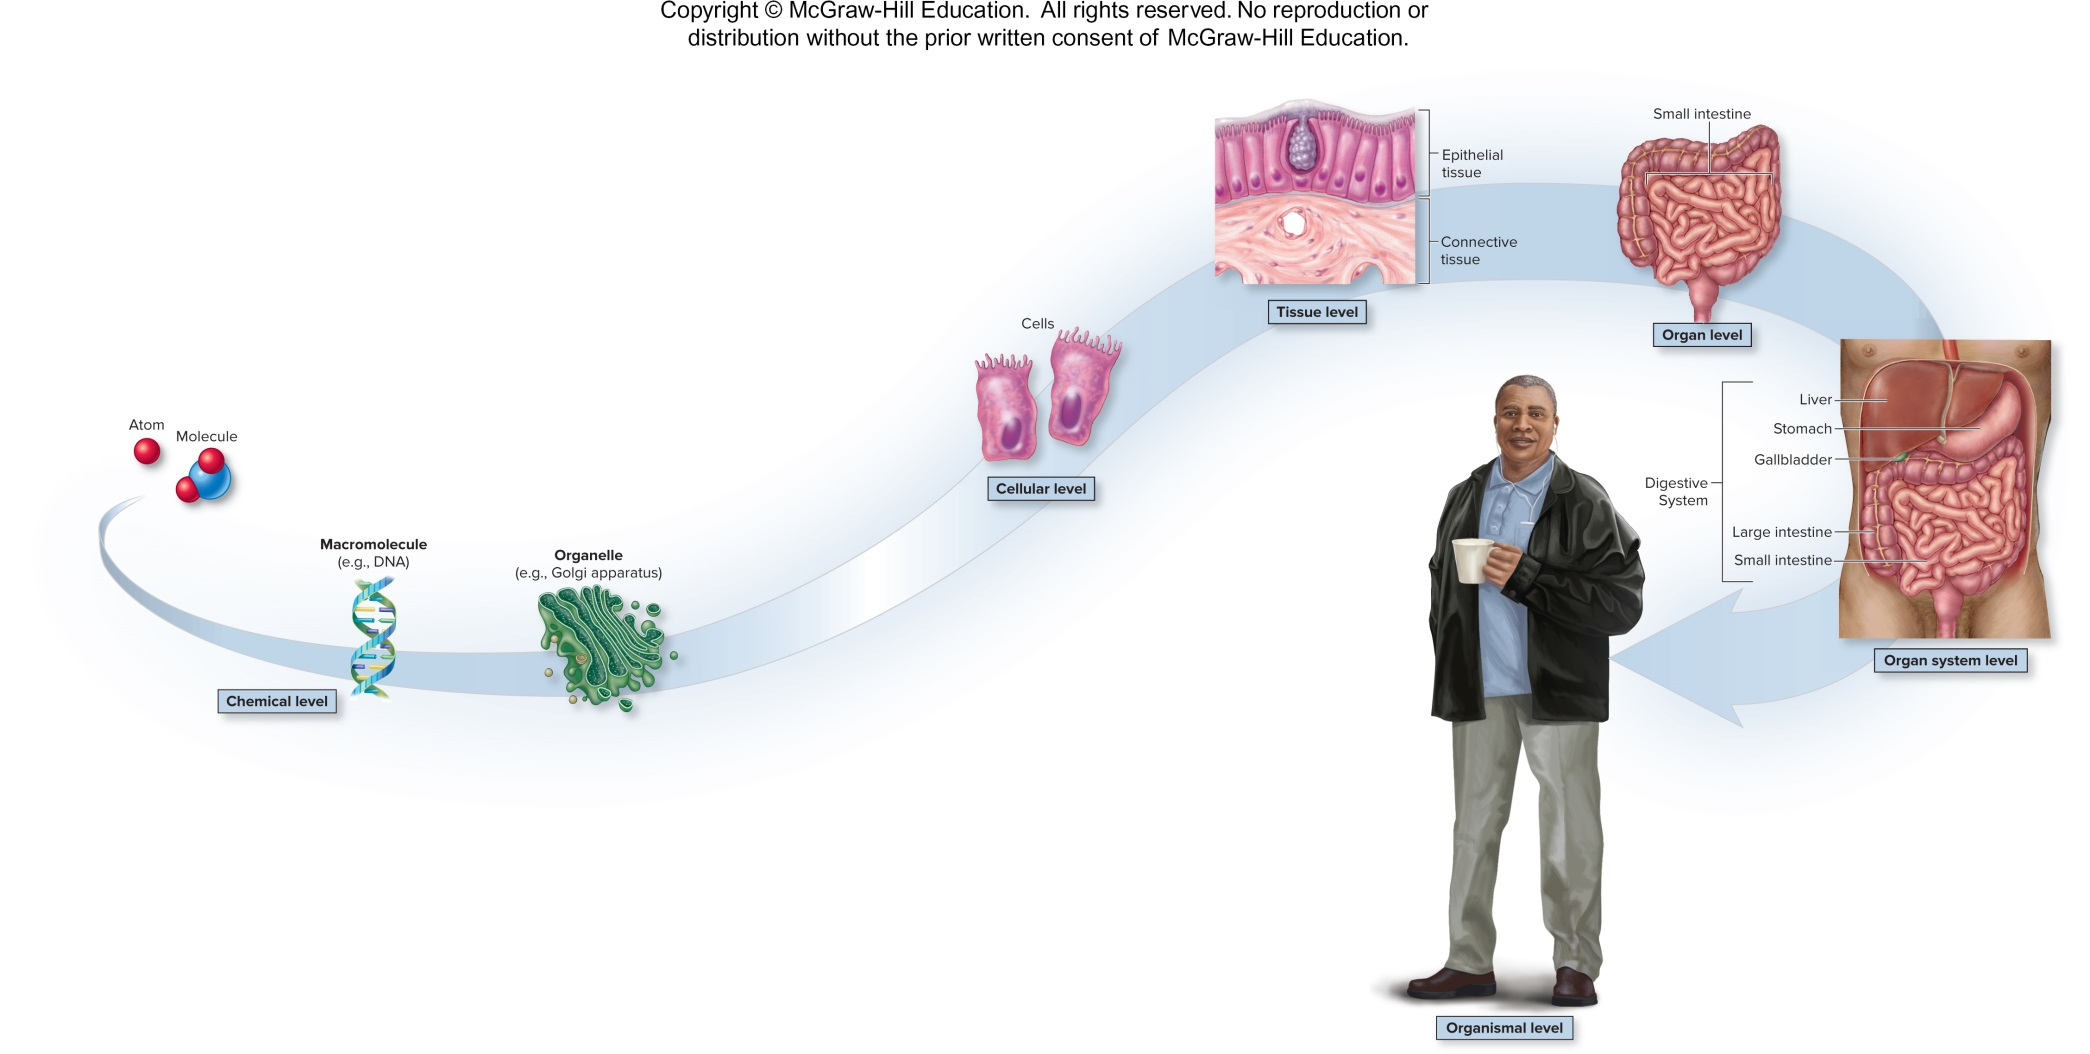 Copyright © McGraw-Hill Education. All rights reserved. No reproduction or
distribution without the prior written consent of McGraw-Hill Education.
Atom
Molecule
Macromolecule
(e.g., DNA)
Organelle
(e.g., Golgi apparatus)
Chemical level
Cells
Cellular level
Epithelial
tissue
Connective
tissue
Tissue level
Small intestine
Organ level
Liver
Stomach
Gallbladder
Digestive
System
Large intestine
Small intestine
Organ system level
Organismal level